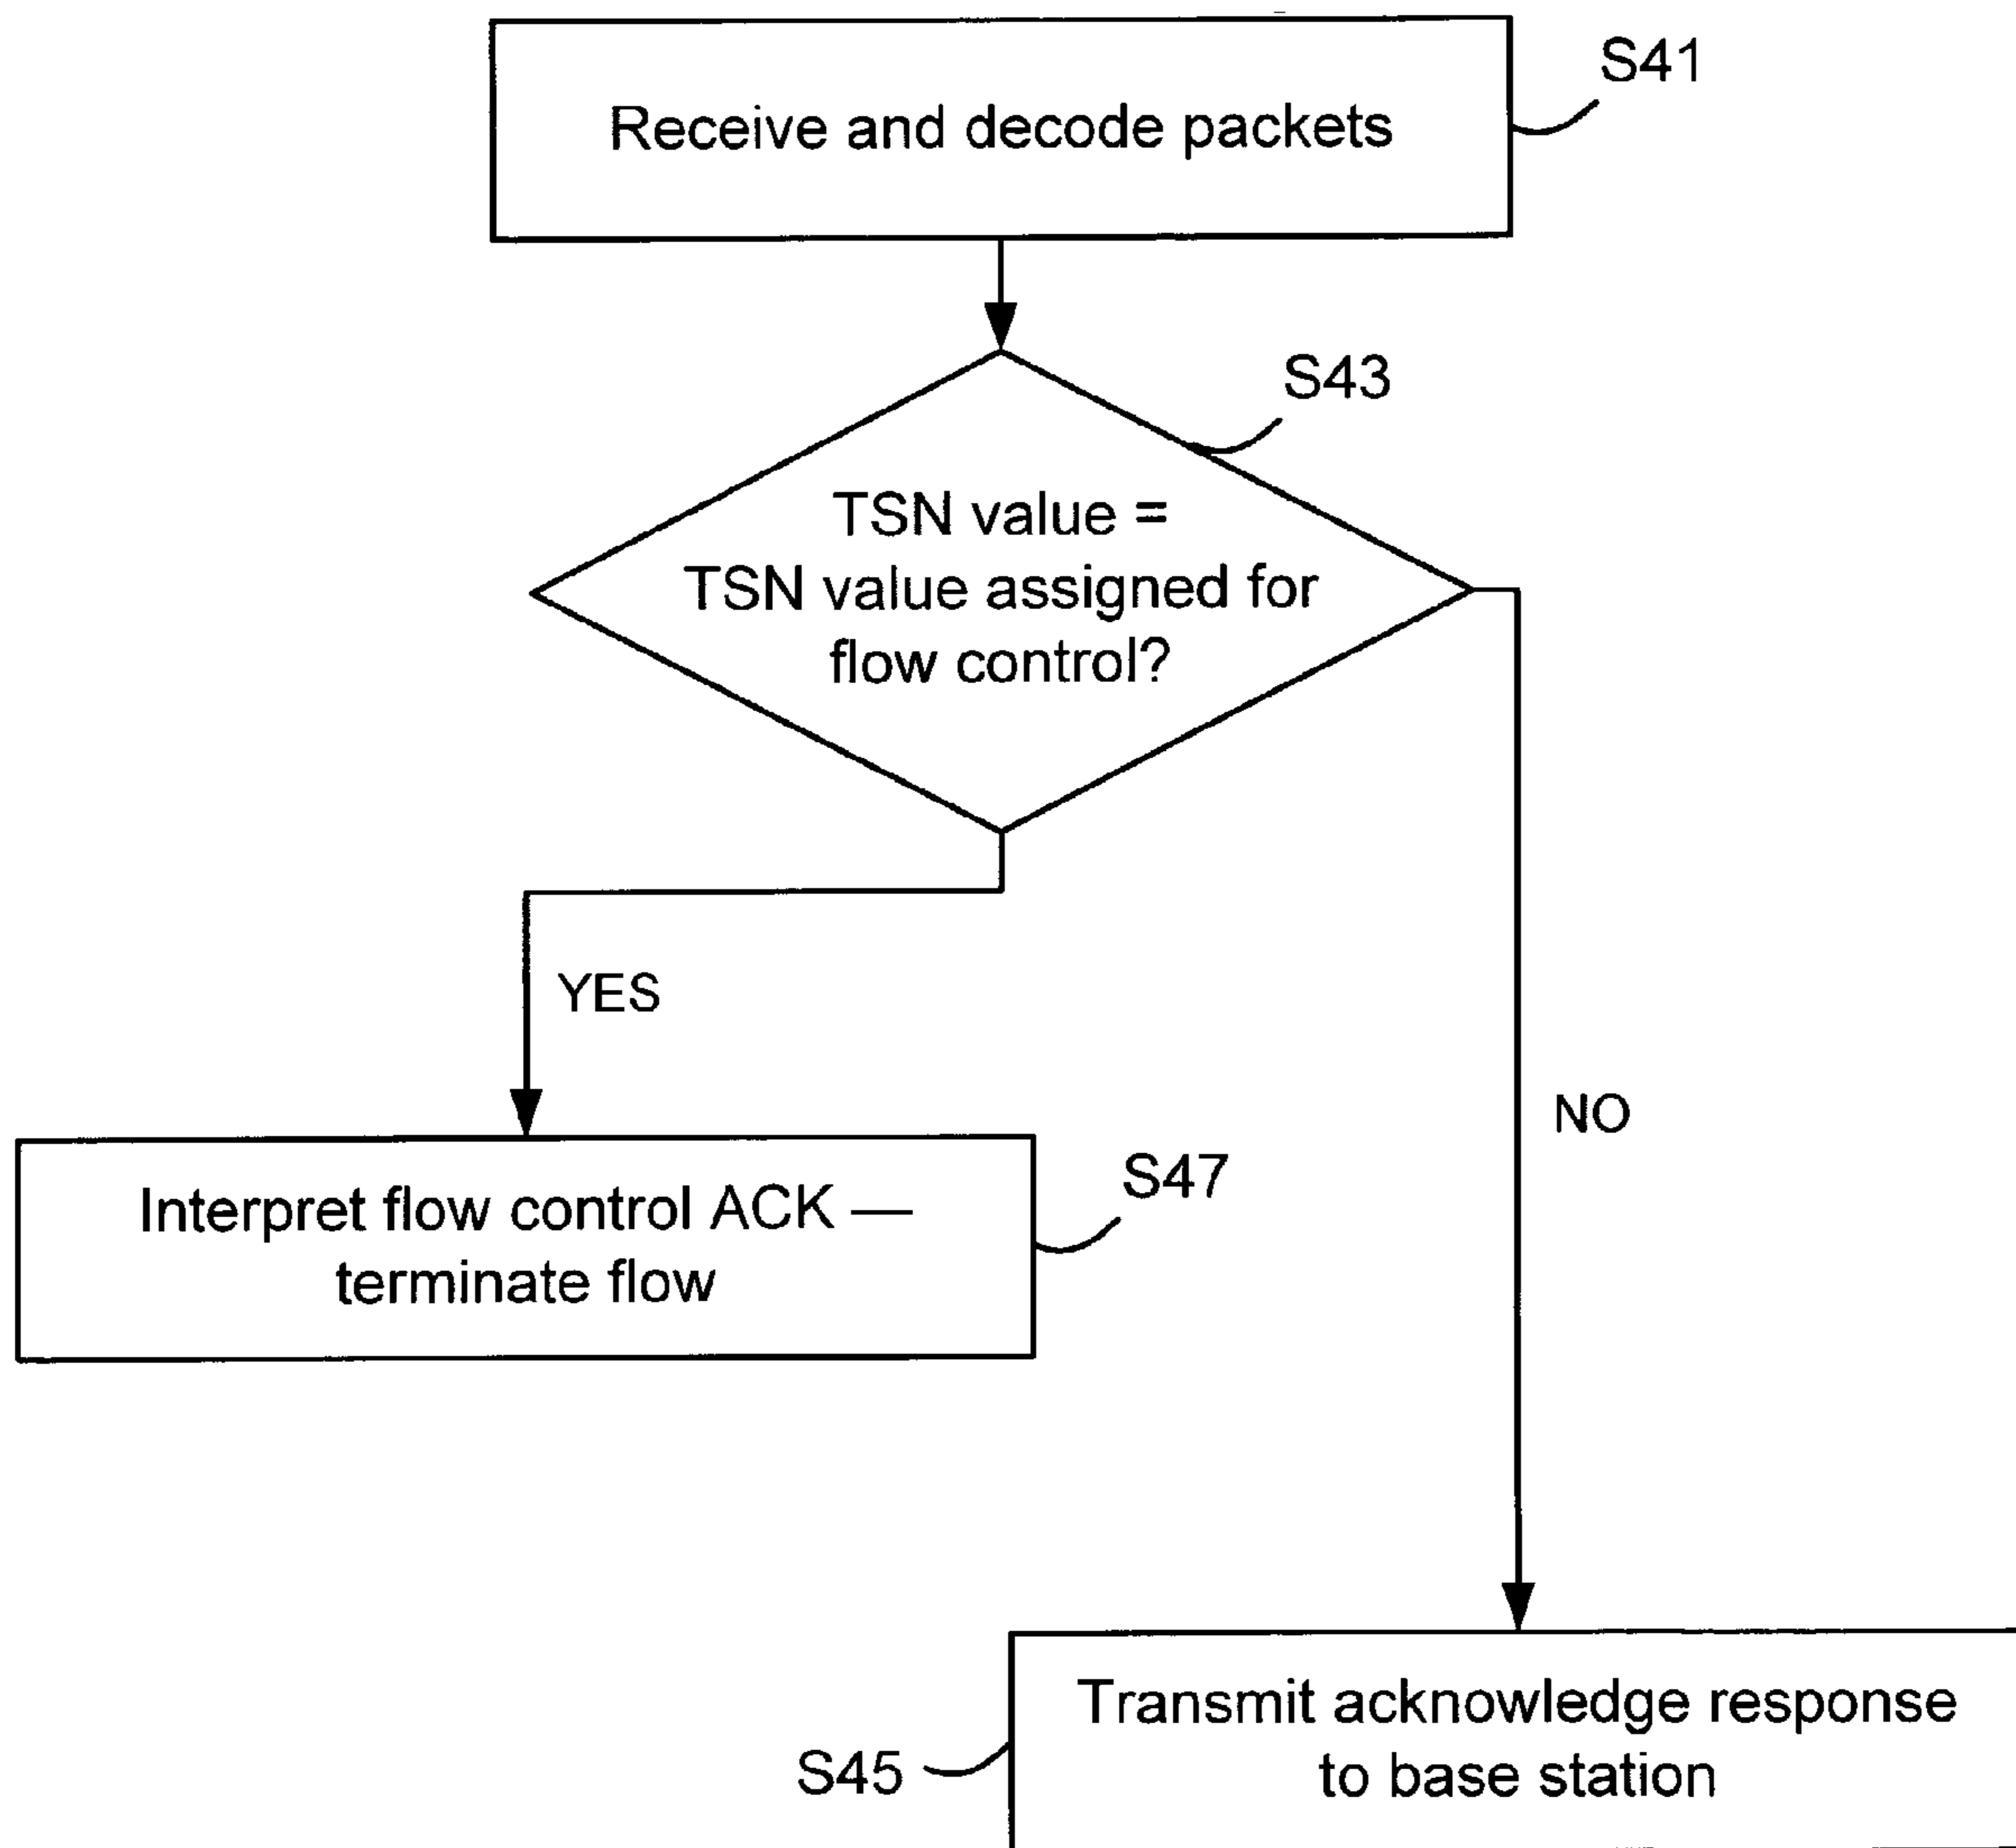 Receive and decode packets
S41
S43
TSN value =
TSN value assigned for
flow control?
YES
NO
Interpret flow control ACK —
terminate flow
S47
Transmit acknowledge response
to base station
S45